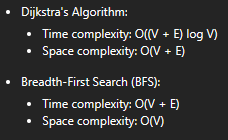 • Dijkstra's Algorithm:
• Time complexity: O((V + E) log V)
• Space complexity: O(V + E)
• Breadth-First Search (BFS):
• Time complexity: O(V + E)
• Space complexity: O(V)